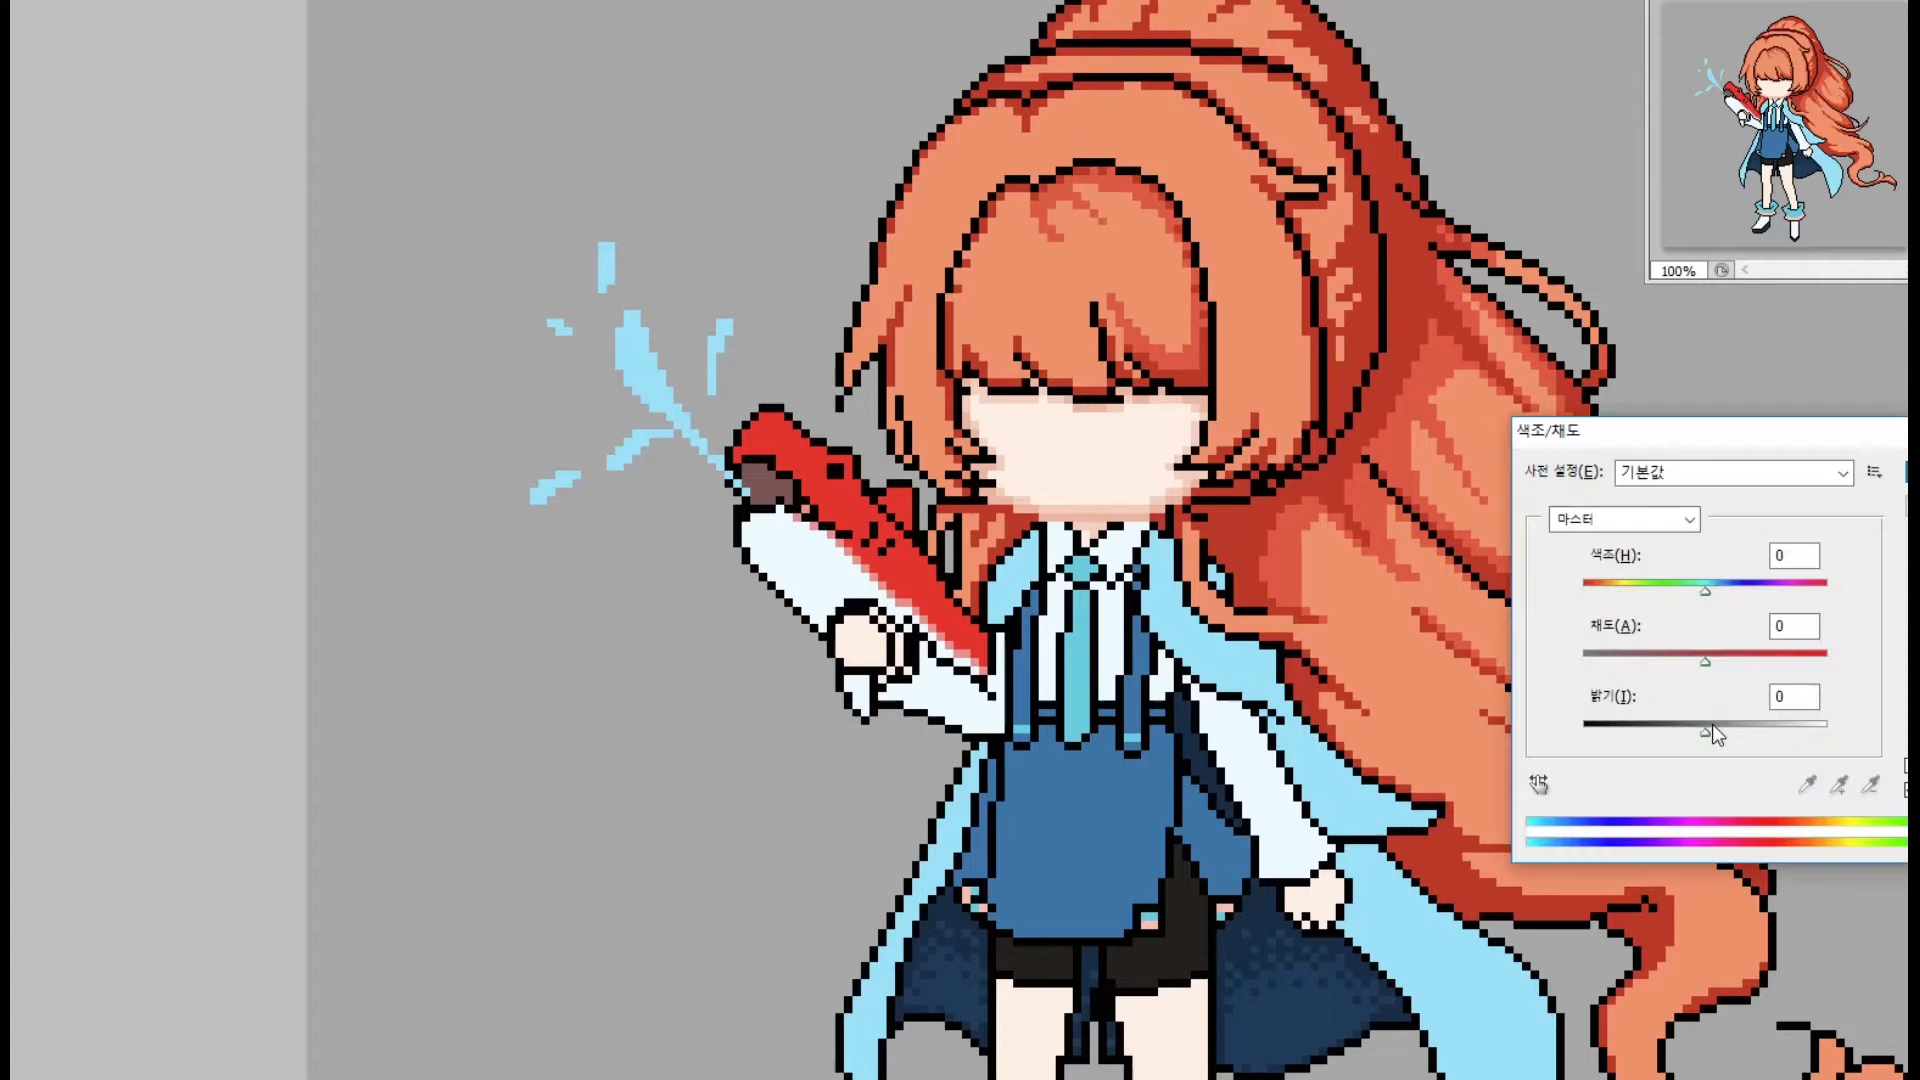 100%
색조/채도
사전 설정(E): 기본값
마스터
색조(H): 0
채도(A): 0
밝기(I): 0